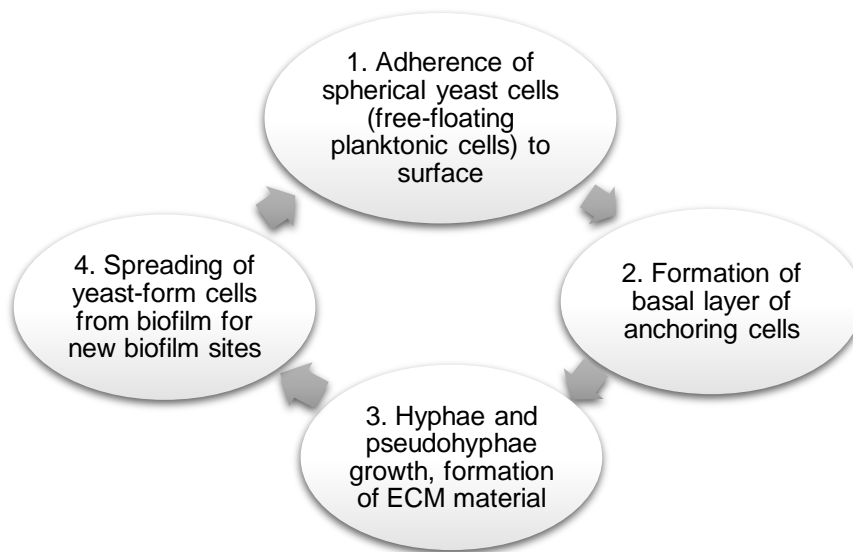 1. Adherence of
spherical yeast cells
(free-floating
planktonic cells) to
surface
2. Formation of
basal layer of
anchoring cells
3. Hyphae and
pseudohyphae
growth, formation
of ECM material
4. Spreading of
yeast-form cells
from biofilm for
new biofilm sites